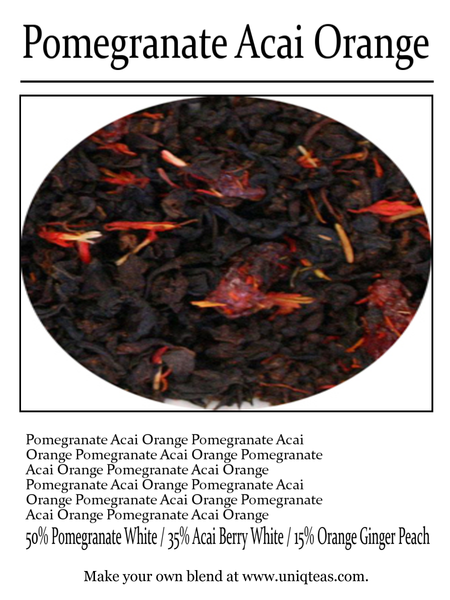 Pomegranate Acai Orange
Pomegranate Acai Orange Pomegranate Acai
Orange Pomegranate Acai Orange Pomegranate
Acai Orange Pomegranate Acai Orange
Pomegranate Acai Orange Pomegranate Acai
Orange Pomegranate Acai Orange Pomegranate
Acai Orange Pomegranate Acai Orange
50% Pomegranate White / 35% Acai Berry White / 15% Orange Ginger Peach
Make your own blend at www.uniqteas.com.